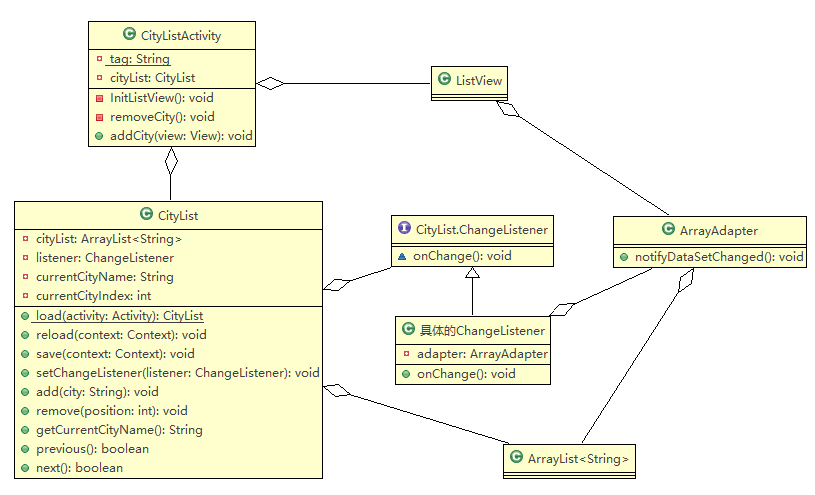 C CityListActivity
tag: String
cityList: CityList
InitListView(): void
removeCity(): void
addCity(view: View): void
C ListView
C CityList
cityList: ArrayList<String>
listener: ChangeListener
currentCityName: String
currentCityIndex: int
load(activity: Activity): CityList
reload(context: Context): void
save(context: Context): void
setChangeListener(listener: ChangeListener): void
add(city: String): void
remove(position: int): void
getCurrentCityName(): String
previous(): boolean
next(): boolean
I CityList.ChangeListener
onChange(): void
C ArrayAdapter
notifyDataSetChanged(): void
C 具体的ChangeListener
adapter: ArrayAdapter
onChange(): void
C ArrayList<String>